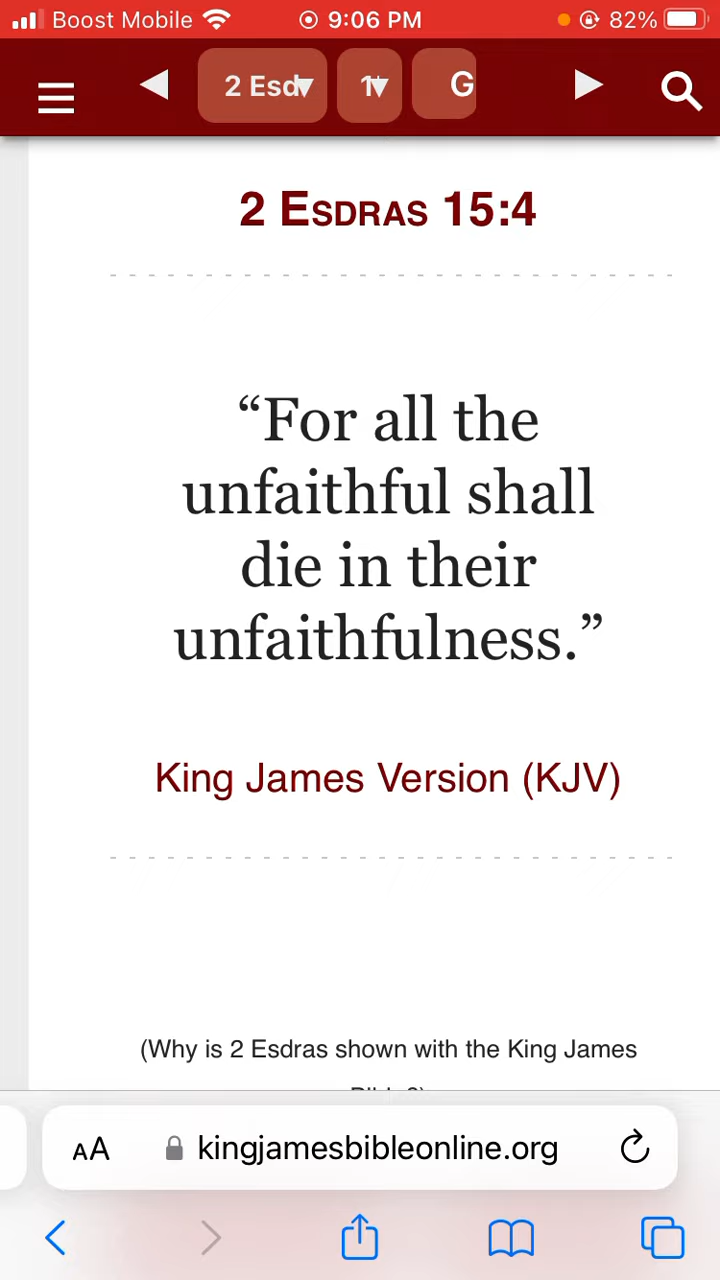 Boost Mobile 9:06 PM 82%
2 Esd 1 G
2 ESDRAS 15:4
“For all the
unfaithful shall
die in their
unfaithfulness.”
King James Version (KJV)
(Why is 2 Esdras shown with the King James
AA kingjamesbibleonline.org